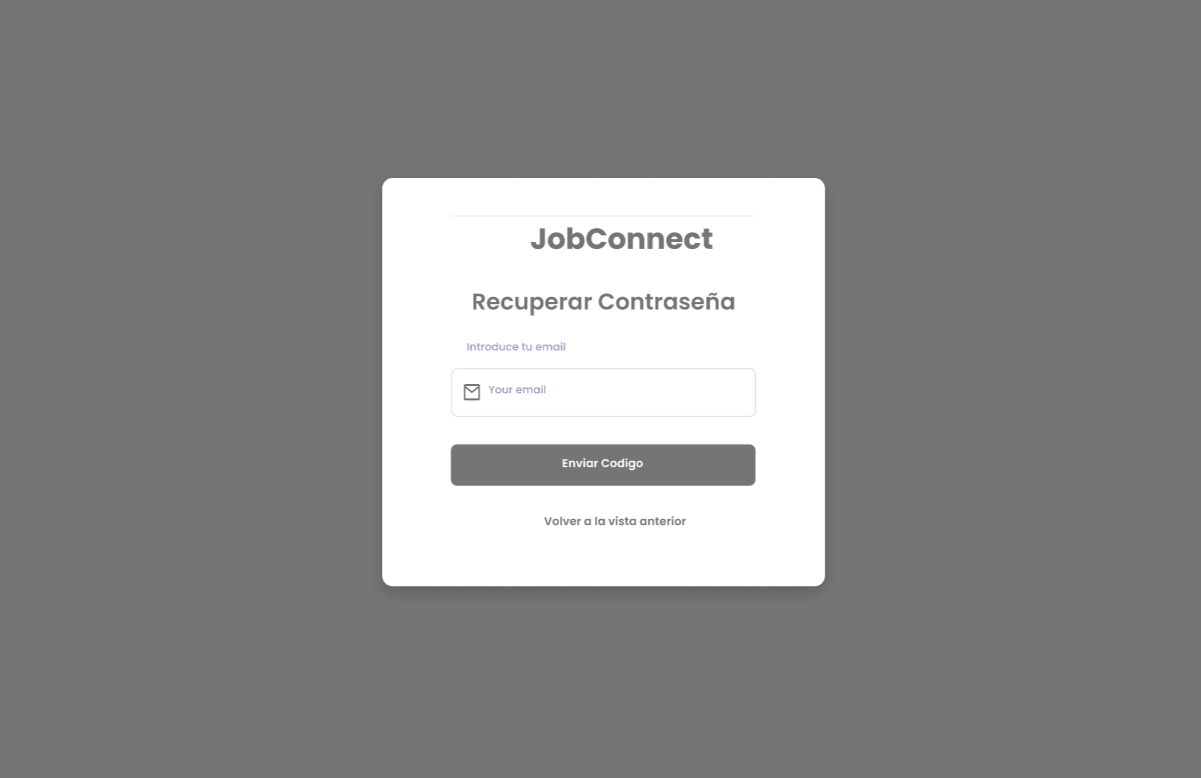 JobConnect
Recuperar Contraseña
Introduce tu email
Your email
Enviar Codigo
Volver a la vista anterior